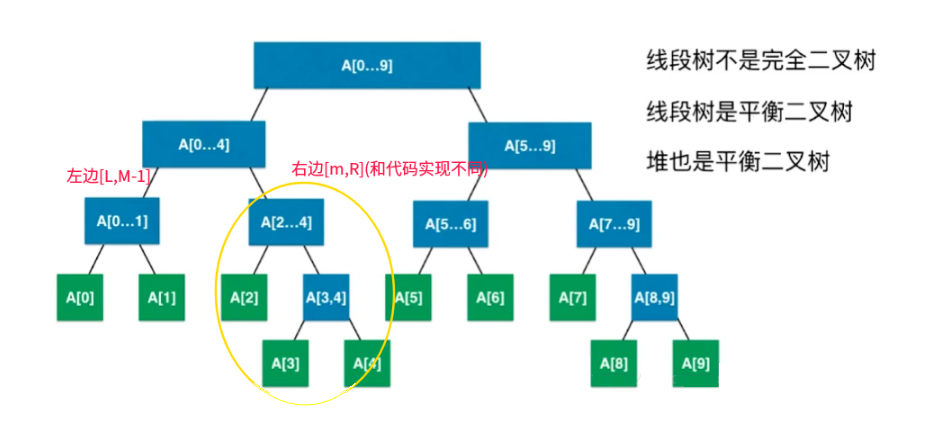 A[0...9]
线段树不是完全二叉树
线段树是平衡二叉树
堆也是平衡二叉树
A[0...4]
A[5...9]
左边[L,M-1]
右边[m,R](和代码实现不同)
A[0...1]
A[2...4]
A[5...6]
A[7...9]
A[0]
A[1]
A[2]
A[3,4]
A[5]
A[6]
A[7]
A[8,9]
A[3]
A[4]
A[8]
A[9]